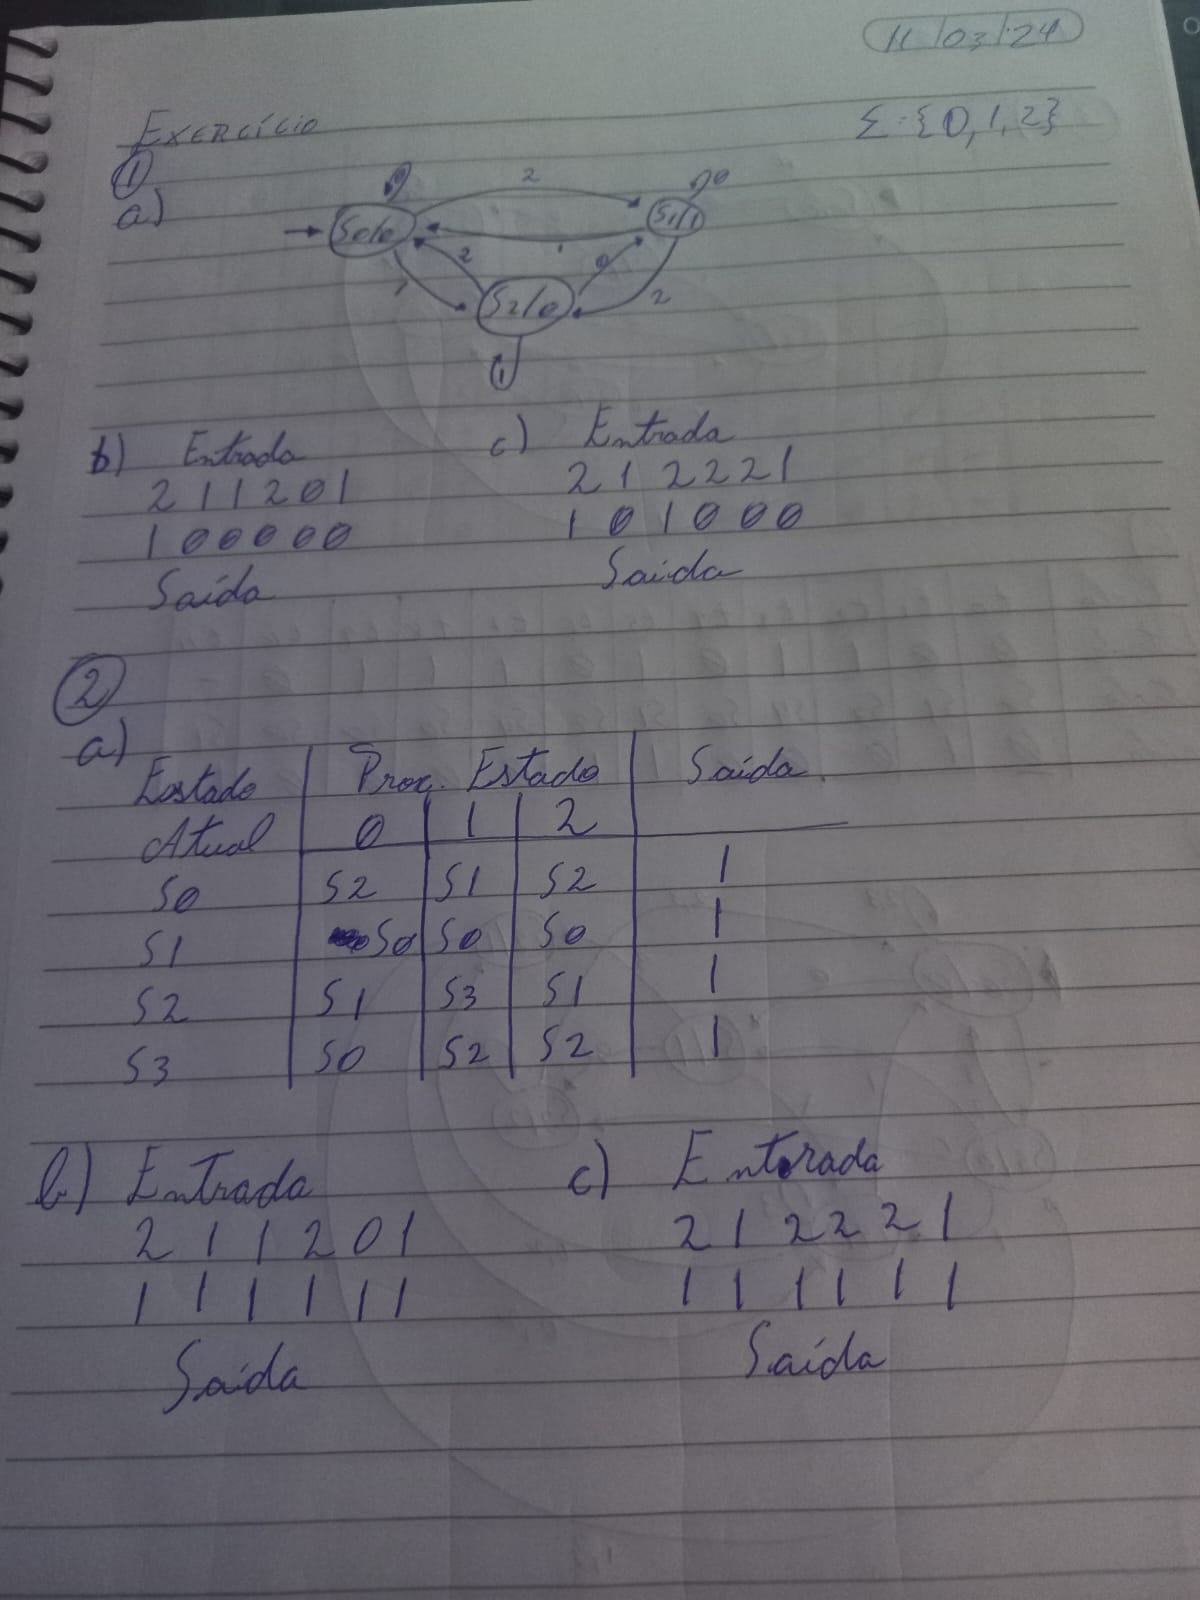 11/03/24
EXERCÍCIO Σ={0,1,2}
①
a)
0 2 0
S0/0 S1/1
1
2 0
1 S2/0 2
1
b) Entrada c) Entrada
2 1 1 2 0 1 2 1 2 2 2 1
1 0 0 0 0 0 1 0 1 0 0 0
Saída Saída
②
a)
Estado Prox. Estado Saída
Atual 0 1 2
S0 S2 S1 S2 1
S1 S0 S0 S0 1
S2 S1 S3 S1 1
S3 S0 S2 S2 1
b) Entrada c) Entrada
2 1 1 2 0 1 2 1 2 2 2 1
1 1 1 1 1 1 1 1 1 1 1 1
Saída Saída